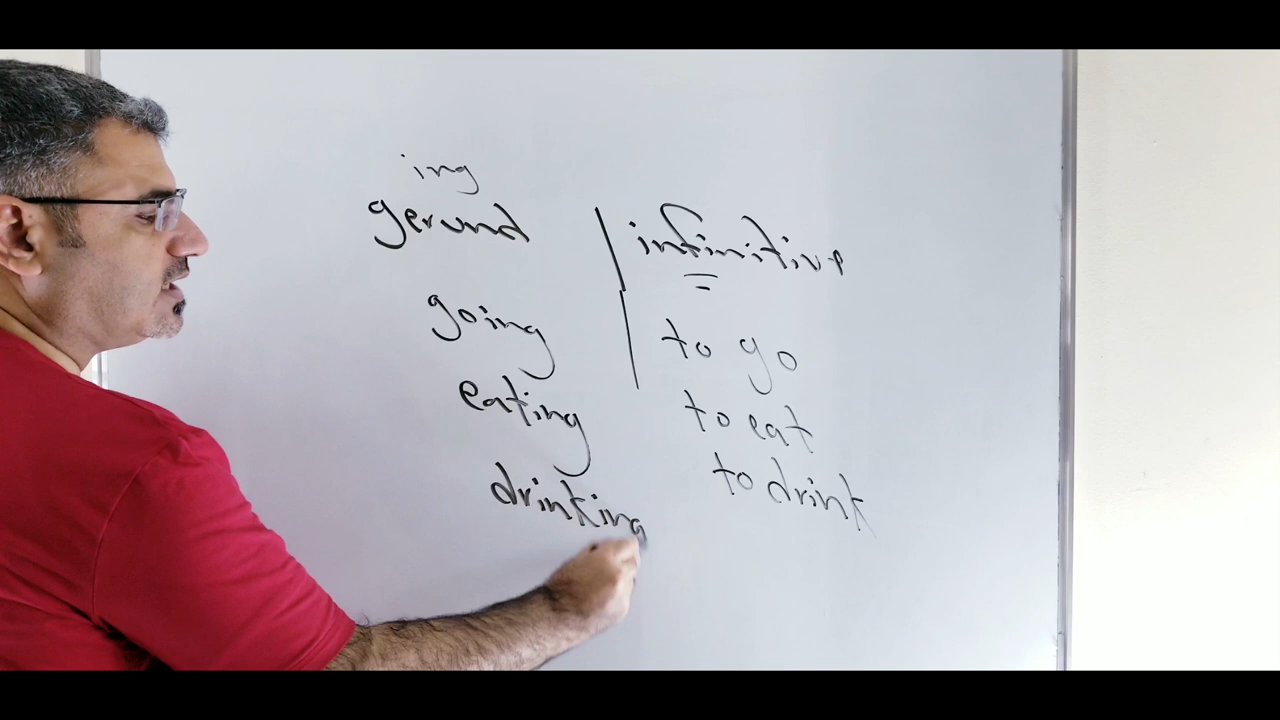 ing
gerund | infinitive
going to go
eating to eat
drinking to drink